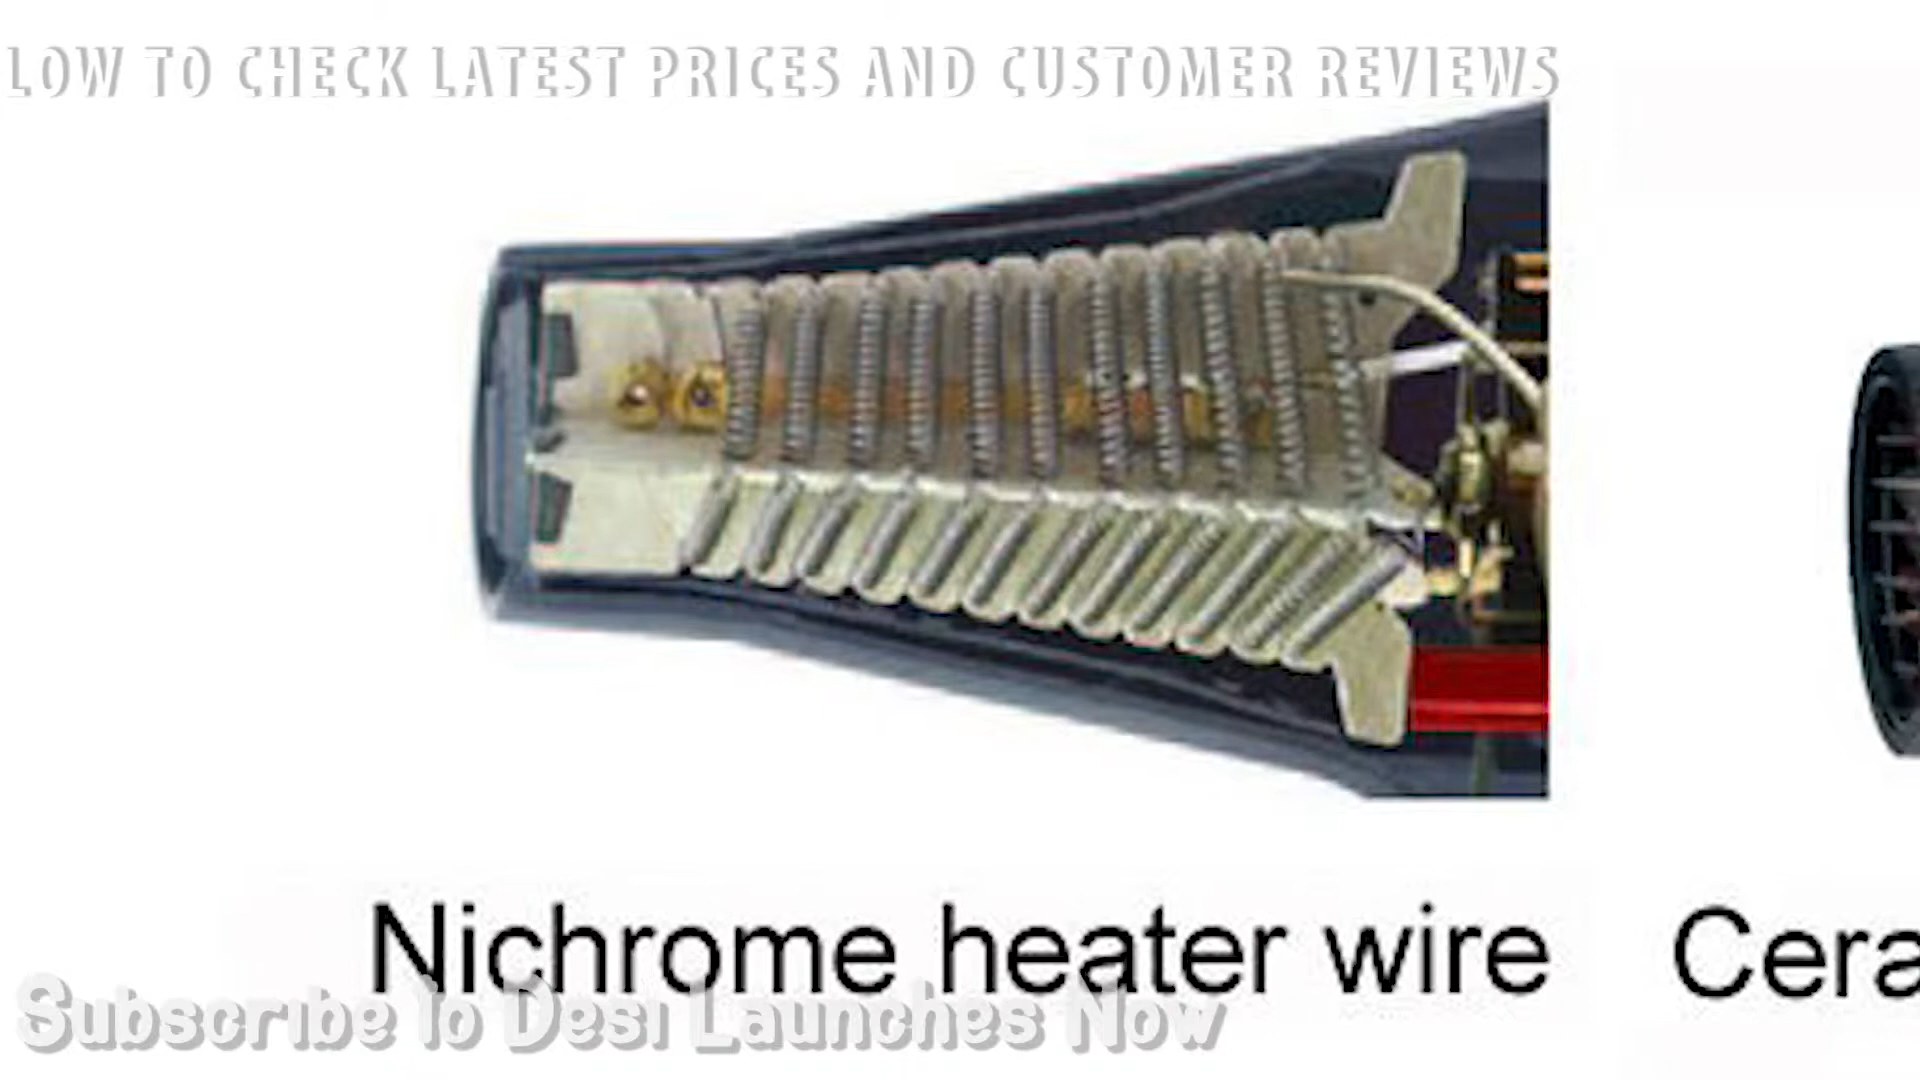 LOW TO CHECK LATEST PRICES AND CUSTOMER REVIEWS
Nichrome heater wire
Cera
Subscribe To Desi Launches Now